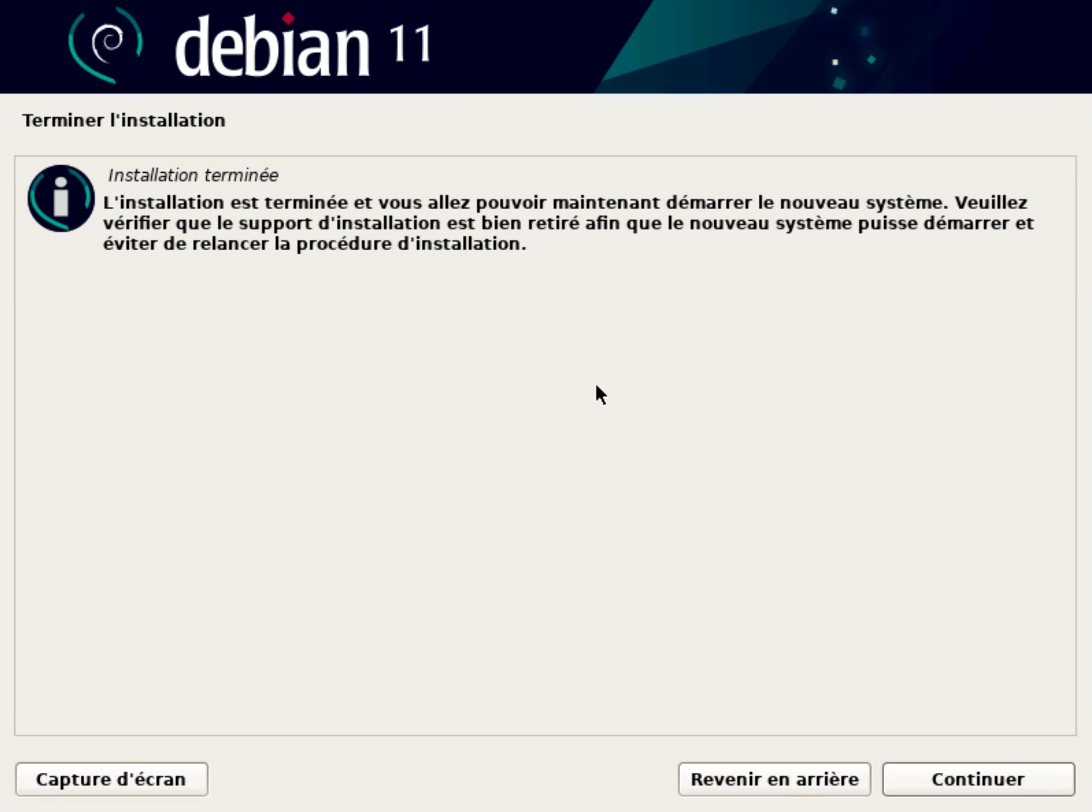 debian 11
Terminer l'installation
Installation terminée
L'installation est terminée et vous allez pouvoir maintenant démarrer le nouveau système. Veuillez
vérifier que le support d'installation est bien retiré afin que le nouveau système puisse démarrer et
éviter de relancer la procédure d'installation.
Capture d'écran
Revenir en arrière
Continuer